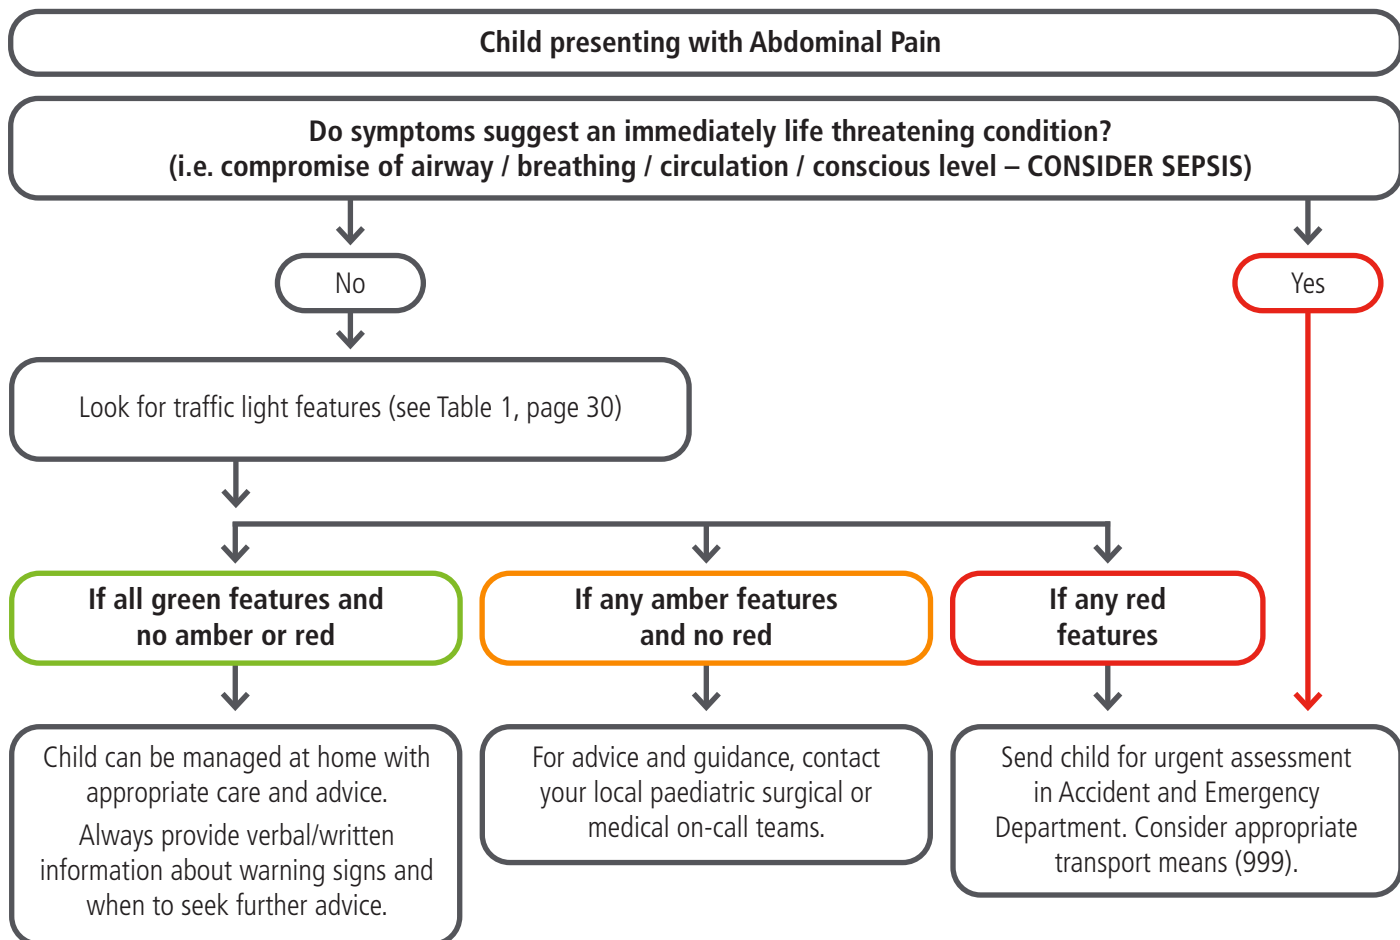 Child presenting with Abdominal Pain
Do symptoms suggest an immediately life threatening condition?
(i.e. compromise of airway / breathing / circulation / conscious level – CONSIDER SEPSIS)
No
Yes
Look for traffic light features (see Table 1, page 30)
If all green features and
no amber or red
If any amber features
and no red
If any red
features
Child can be managed at home with
appropriate care and advice.
Always provide verbal/written
information about warning signs and
when to seek further advice.
For advice and guidance, contact
your local paediatric surgical or
medical on-call teams.
Send child for urgent assessment
in Accident and Emergency
Department. Consider appropriate
transport means (999).